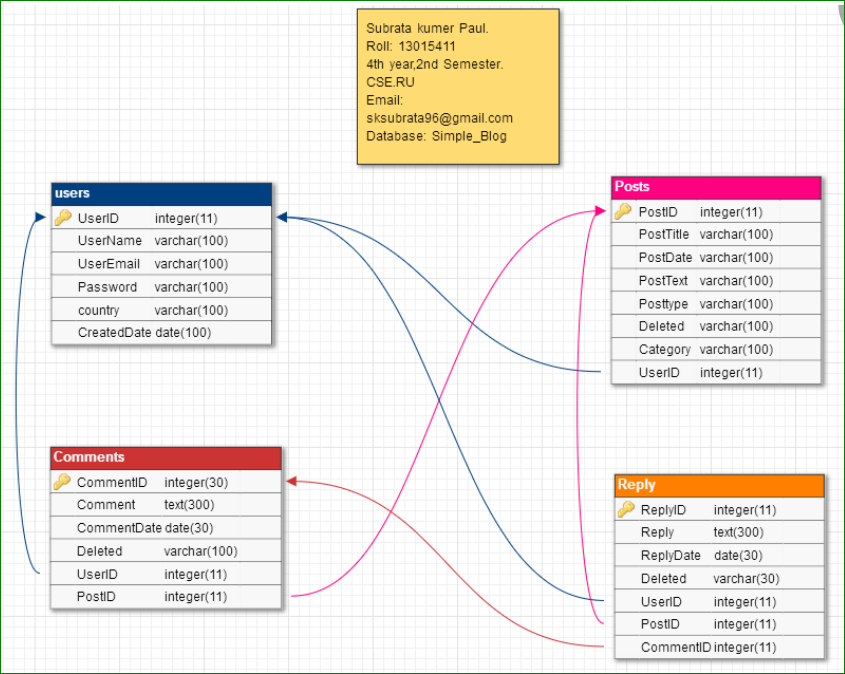 Subrata kumer Paul.
Roll: 13015411
4th year,2nd Semester.
CSE.RU
Email:
sksubrata96@gmail.com
Database: Simple_Blog
users
UserID integer(11)
UserName varchar(100)
UserEmail varchar(100)
Password varchar(100)
country varchar(100)
CreatedDate date(100)
Posts
PostID integer(11)
PostTitle varchar(100)
PostDate varchar(100)
PostText varchar(100)
Posttype varchar(100)
Deleted varchar(100)
Category varchar(100)
UserID integer(11)
Comments
CommentID integer(30)
Comment text(300)
CommentDate date(30)
Deleted varchar(100)
UserID integer(11)
PostID integer(11)
Reply
ReplyID integer(11)
Reply text(300)
ReplyDate date(30)
Deleted varchar(30)
UserID integer(11)
PostID integer(11)
CommentID integer(11)